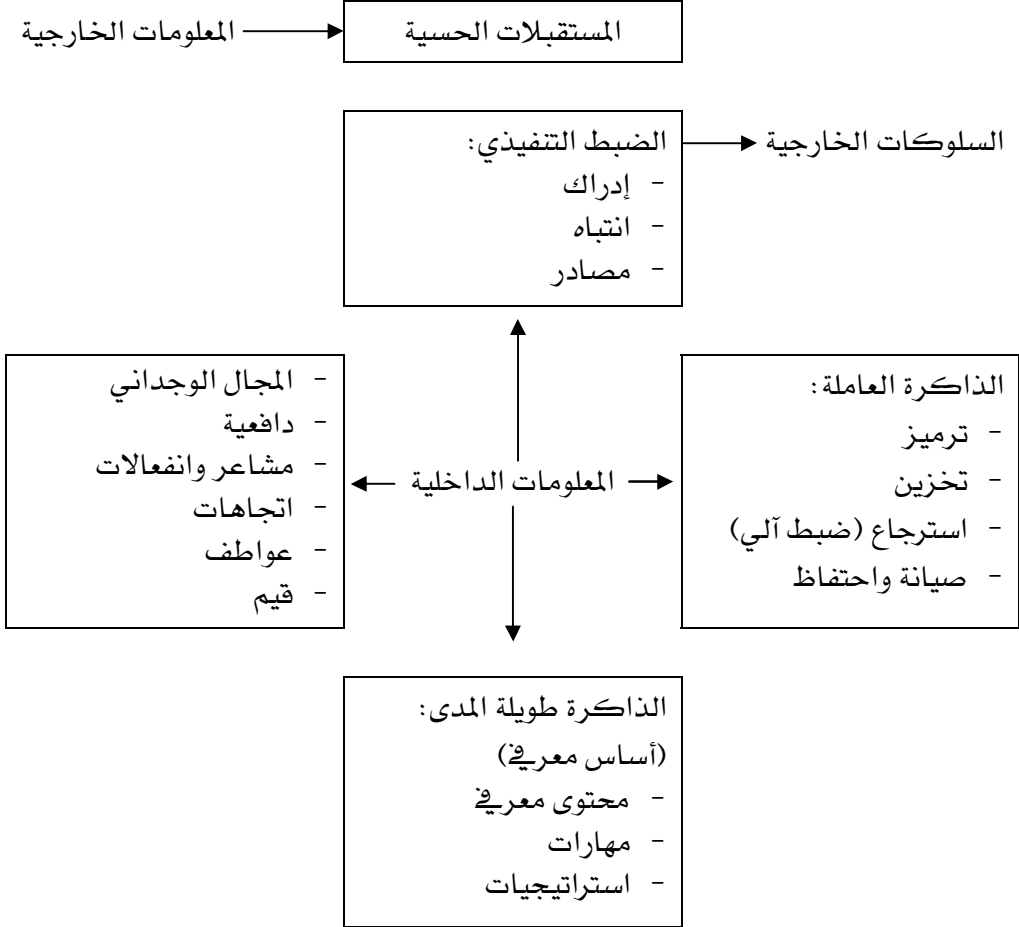 المعلومات الخارجية
المستقبلات الحسية
الضبط التنفيذي:
- إدراك
- انتباه
- مصادر
السلوكات الخارجية
الذاكرة العاملة:
- ترميز
- تخزين
- استرجاع (ضبط آلي)
- صيانة واحتفاظ
المعلومات الداخلية
- المجال الوجداني
- دافعية
- مشاعر وانفعالات
- اتجاهات
- عواطف
- قيم
الذاكرة طويلة المدى:
(أساس معرفي)
- محتوى معرفي
- مهارات
- استراتيجيات